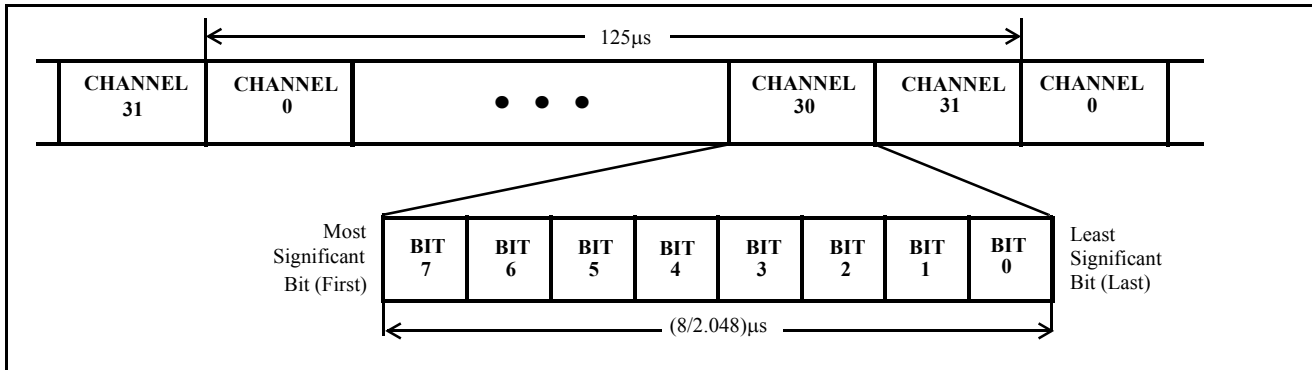 125μs
CHANNEL
31
CHANNEL
0
• • •
CHANNEL
30
CHANNEL
31
CHANNEL
0
Most
Significant
Bit (First)
BIT
7
BIT
6
BIT
5
BIT
4
BIT
3
BIT
2
BIT
1
BIT
0
Least
Significant
Bit (Last)
(8/2.048)μs